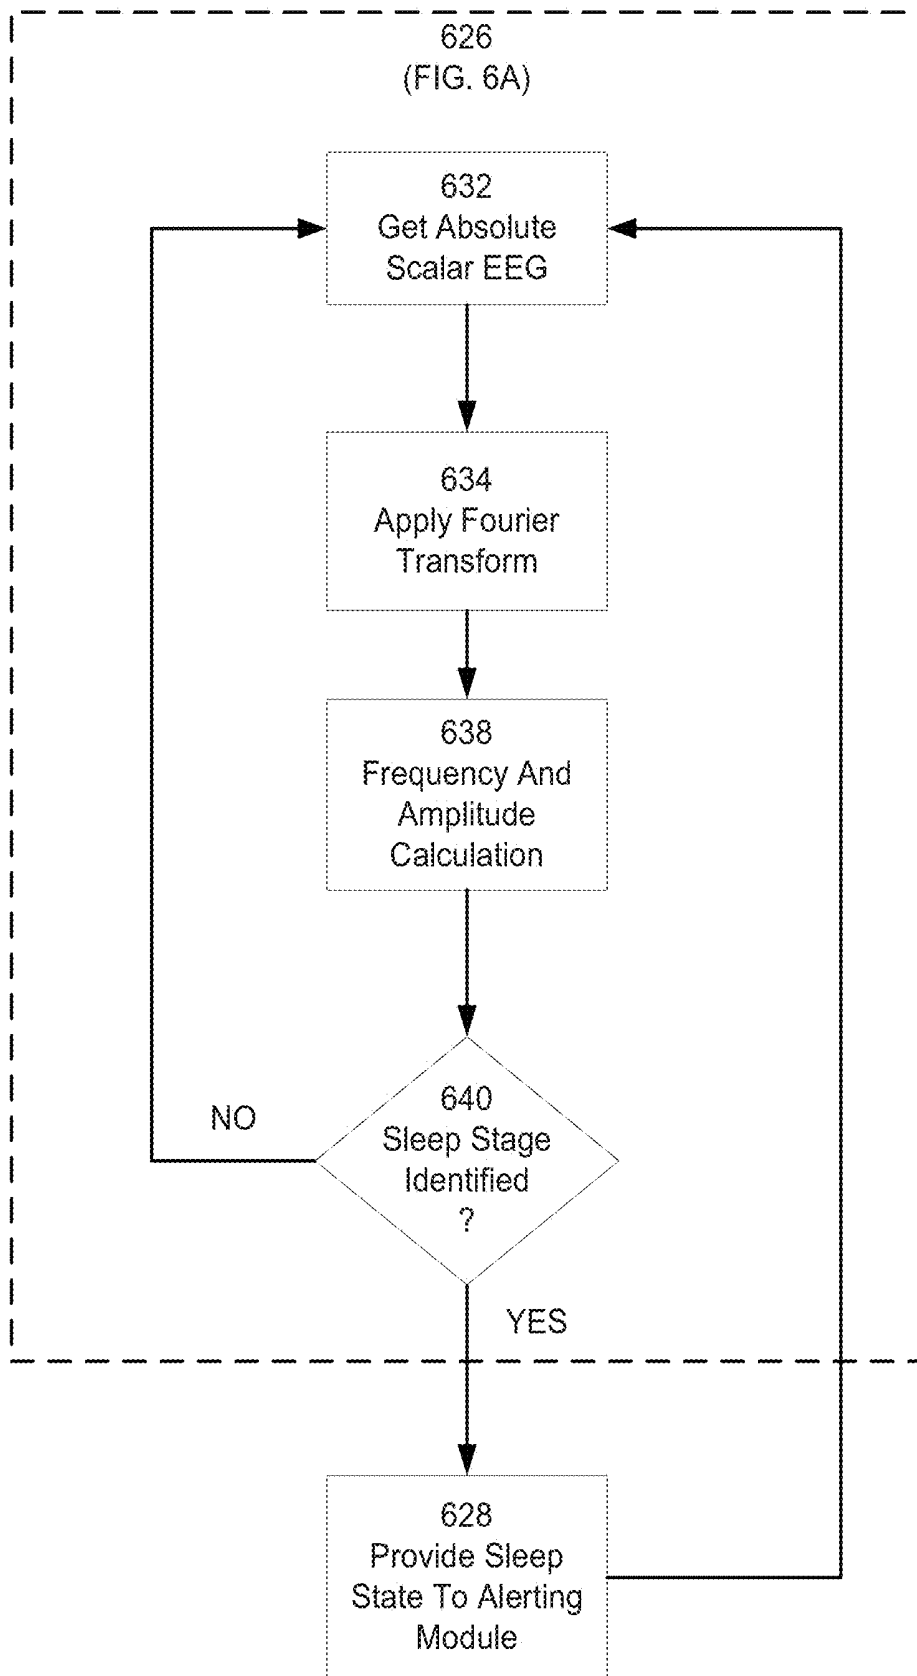 626
(FIG. 6A)
632
Get Absolute
Scalar EEG
634
Apply Fourier
Transform
638
Frequency And
Amplitude
Calculation
640
Sleep Stage
Identified
?
NO
YES
628
Provide Sleep
State To Alerting
Module